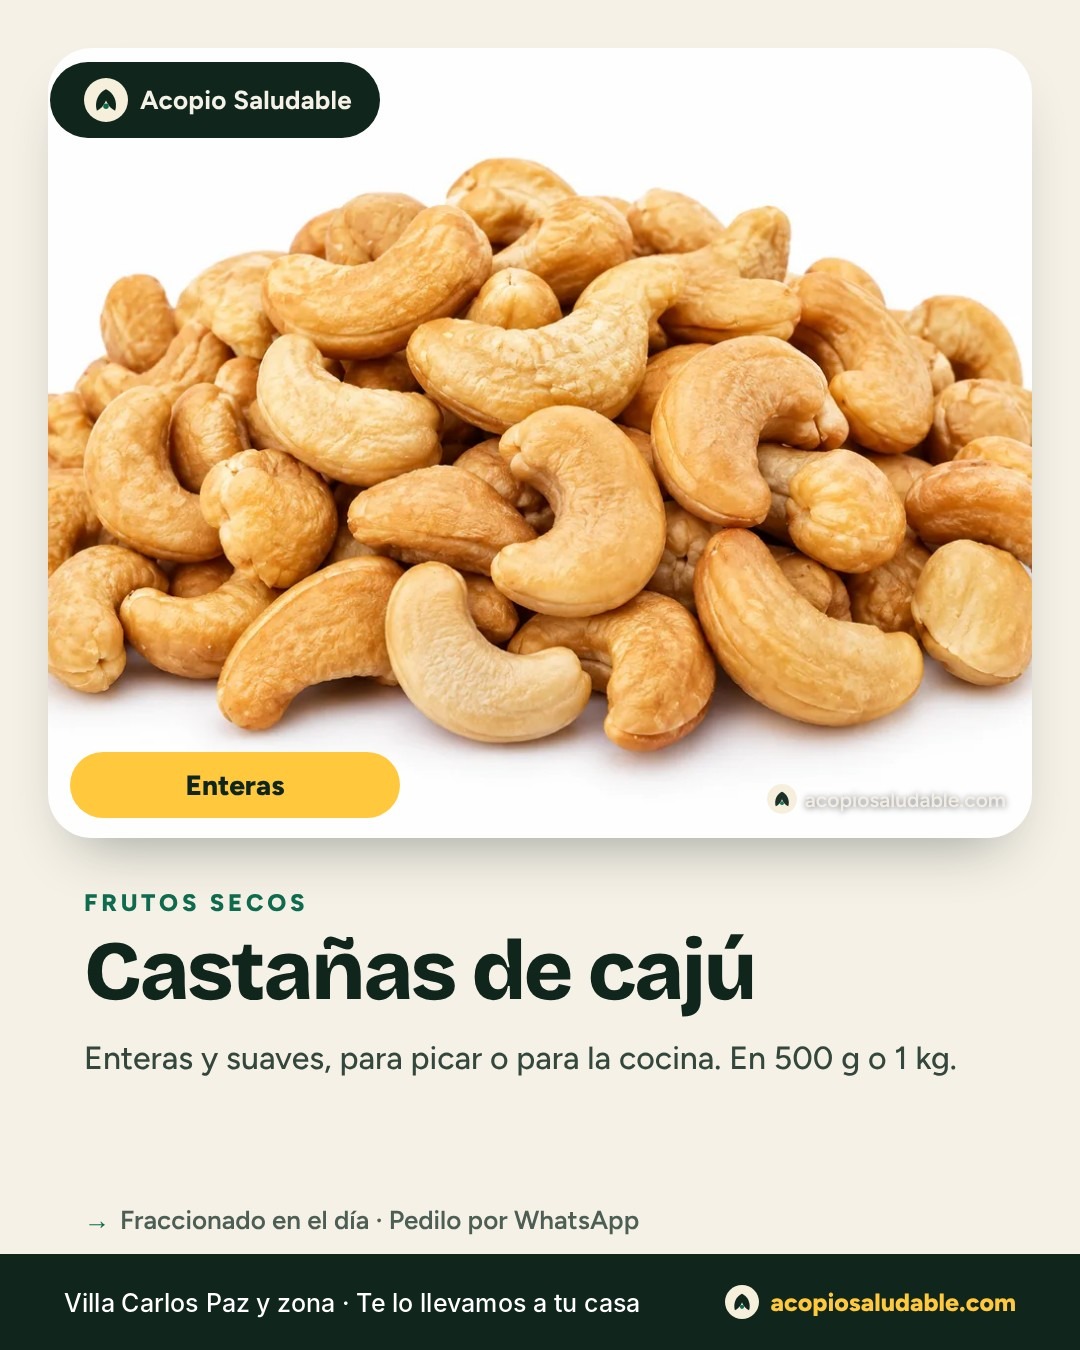 Acopio Saludable
Enteras
acopiosaludable.com
FRUTOS SECOS
Castañas de cajú
Enteras y suaves, para picar o para la cocina. En 500 g o 1 kg.
→ Fraccionado en el día · Pedilo por WhatsApp
Villa Carlos Paz y zona · Te lo llevamos a tu casa
acopiosaludable.com